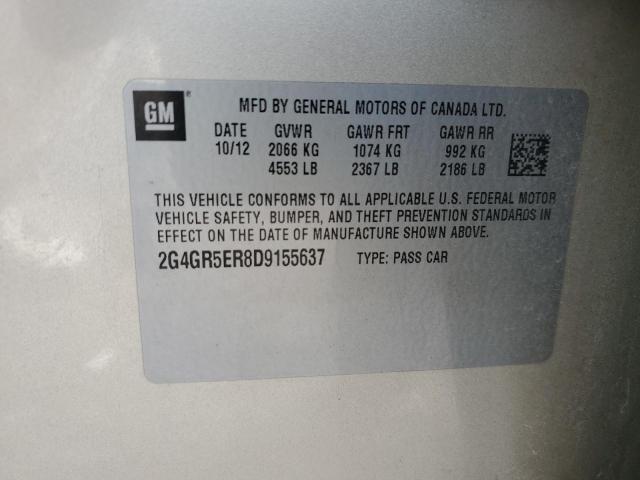 GM ®
MFD BY GENERAL MOTORS OF CANADA LTD.
DATE GVWR GAWR FRT GAWR RR
10/12 2066 KG 1074 KG 992 KG
4553 LB 2367 LB 2186 LB
THIS VEHICLE CONFORMS TO ALL APPLICABLE U.S. FEDERAL MOTOR
VEHICLE SAFETY, BUMPER, AND THEFT PREVENTION STANDARDS IN
EFFECT ON THE DATE OF MANUFACTURE SHOWN ABOVE.
2G4GR5ER8D9155637 TYPE: PASS CAR